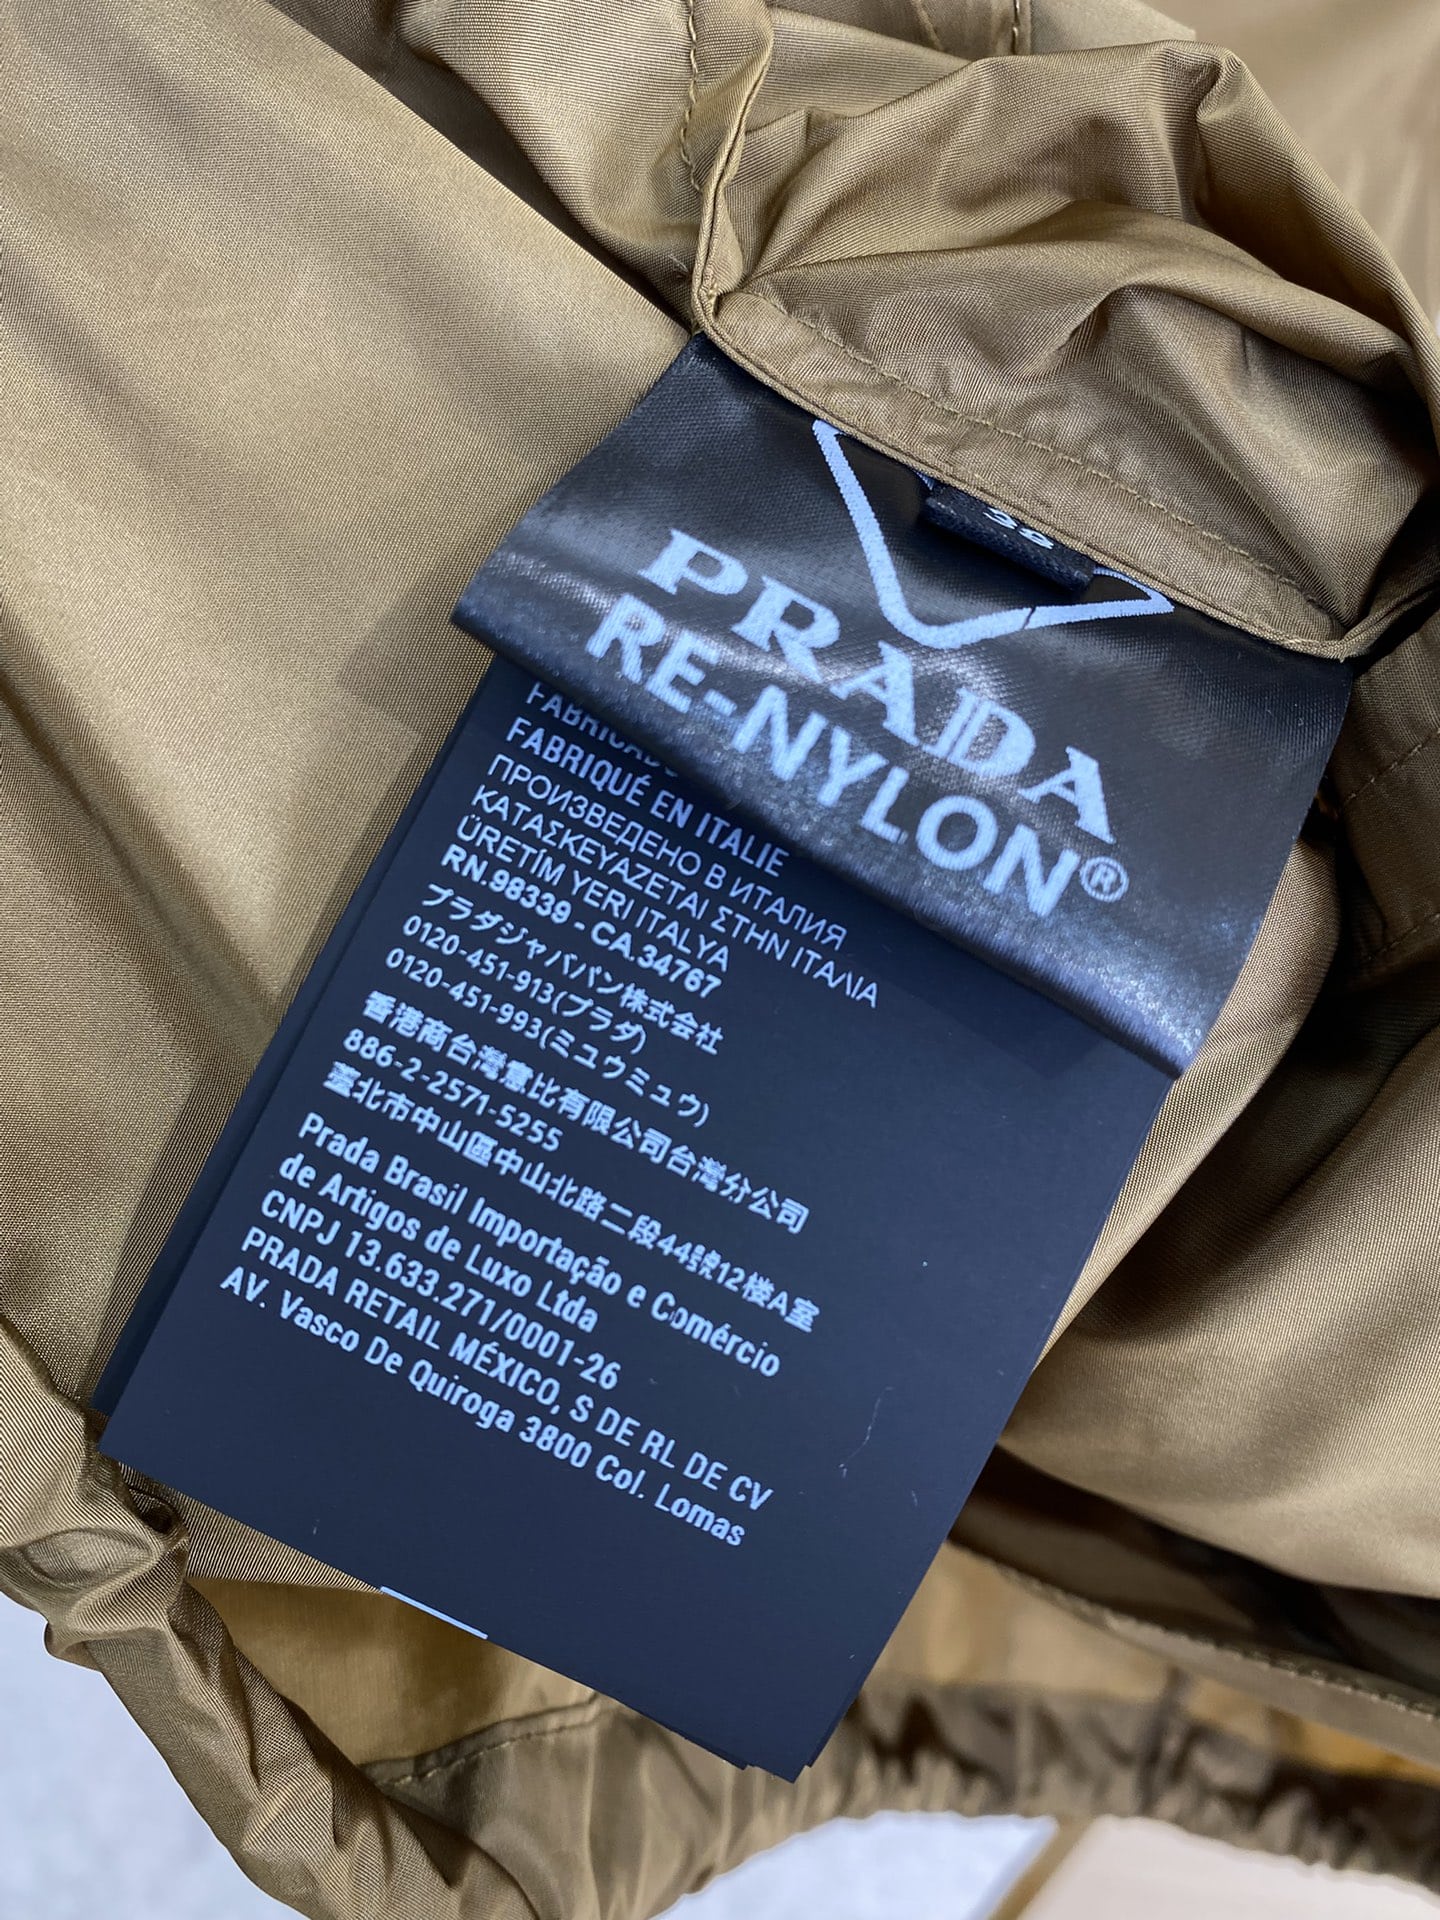 38
PRADA
RE-NYLON®
FABRICADO
FABRIQUÉ EN ITALIE
ПРОИЗВЕДЕНО В ИТАЛИЯ
ΚΑΤΑΣΚΕΥΑΖΕΤΑΙ ΣΤΗΝ ΙΤΑΛΙΑ
ÜRETİM YERI ITALYA
RN.98339 - CA.34767
プラダジャパン株式会社
0120-451-913(プラダ)
0120-451-993(ミュウミュウ)
香港商台灣意比有限公司台灣分公司
886-2-2571-5255
臺北市中山區中山北路二段44號12楼A室
Prada Brasil Importação e Comércio
de Artigos de Luxo Ltda
CNPJ 13.633.271/0001-26
PRADA RETAIL MÉXICO, S DE RL DE CV
AV. Vasco De Quiroga 3800 Col. Lomas